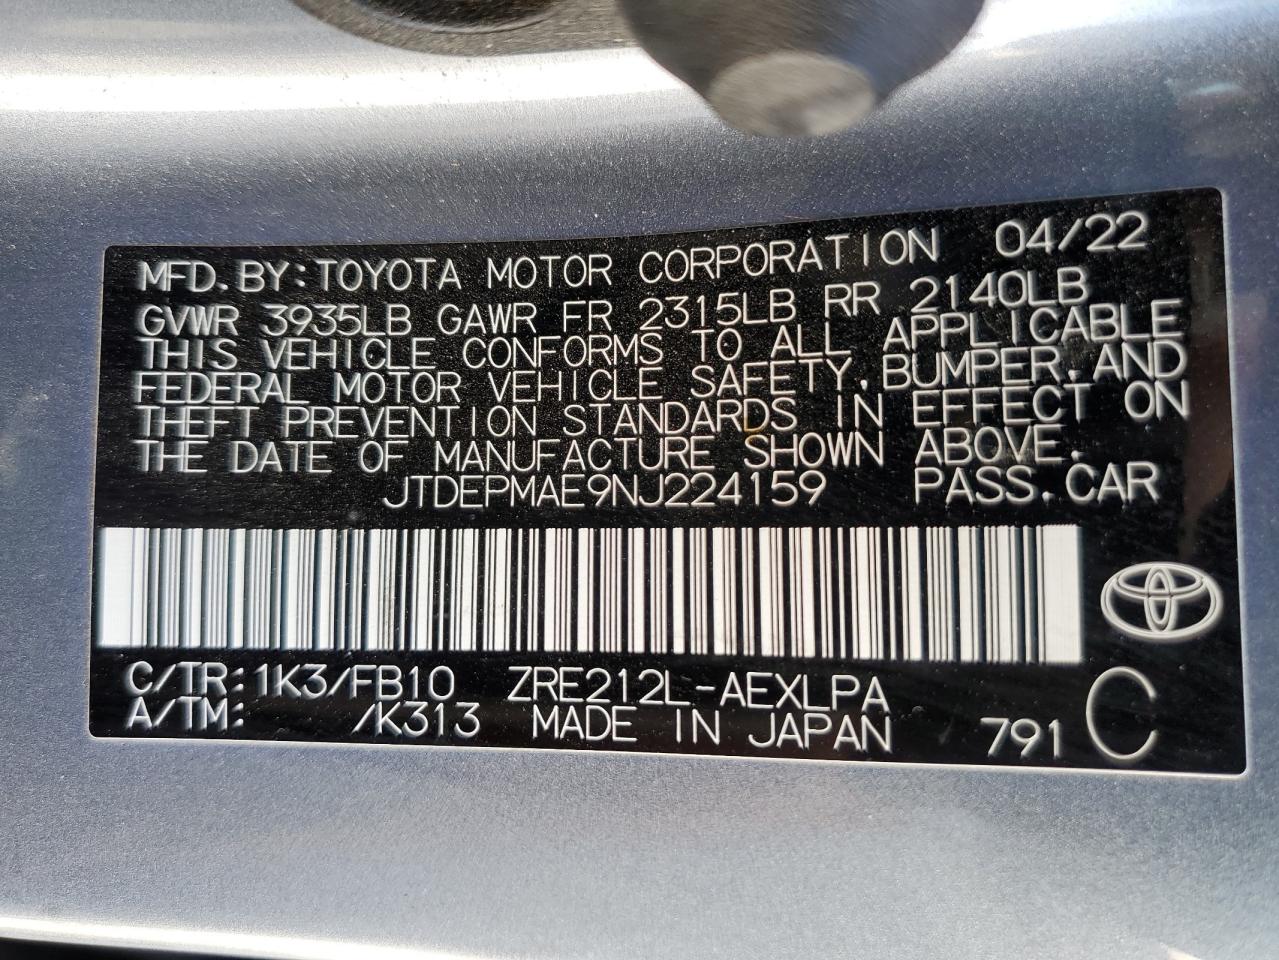 MFD. BY: TOYOTA MOTOR CORPORATION 04/22
GVWR 3935LB GAWR FR 2315LB RR 2140LB
THIS VEHICLE CONFORMS TO ALL APPLICABLE
FEDERAL MOTOR VEHICLE SAFETY, BUMPER, AND
THEFT PREVENTION STANDARDS IN EFFECT ON
THE DATE OF MANUFACTURE SHOWN ABOVE.
JTDEPMAE9NJ224159 PASS. CAR
C/TR: 1K3/FB10 ZRE212L-AEXLPA C
A/TM: /K313 MADE IN JAPAN 791